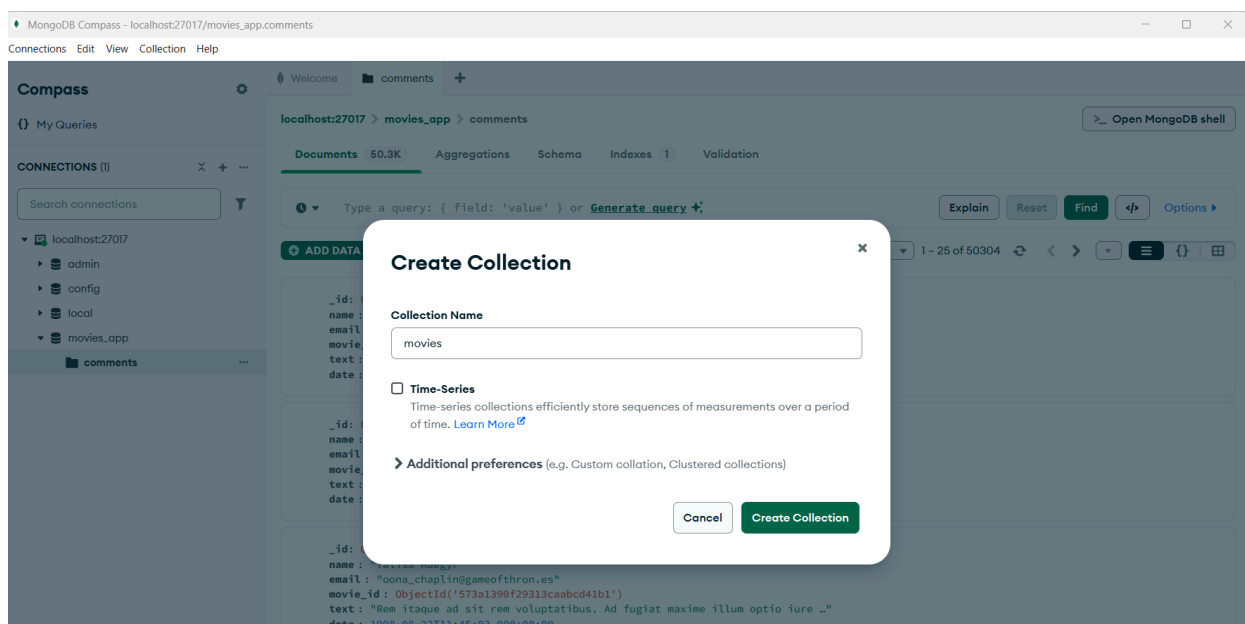 MongoDB Compass - localhost:27017/movies_app.comments
Connections Edit View Collection Help
Compass
{} My Queries
CONNECTIONS (1)
Search connections
localhost:27017
admin
config
local
movies_app
comments
Welcome
comments
localhost:27017 > movies_app > comments
>_ Open MongoDB shell
Documents 50.3K Aggregations Schema Indexes 1 Validation
Type a query: { field: 'value' } or Generate query
Explain Reset Find </> Options
ADD DATA
1 – 25 of 50304
{}
_id:
name :
email
movie
text :
date :
_id:
name :
email
movie
text :
date :
_id:
name :
email : "oona_chaplin@gameofthron.es"
movie_id : ObjectId('573a1390f29313caabcd41b1')
text : "Rem itaque ad sit rem voluptatibus. Ad fugiat maxime illum optio iure …"
Create Collection
Collection Name
movies
Time-Series
Time-series collections efficiently store sequences of measurements over a period
of time. Learn More
Additional preferences (e.g. Custom collation, Clustered collections)
Cancel Create Collection